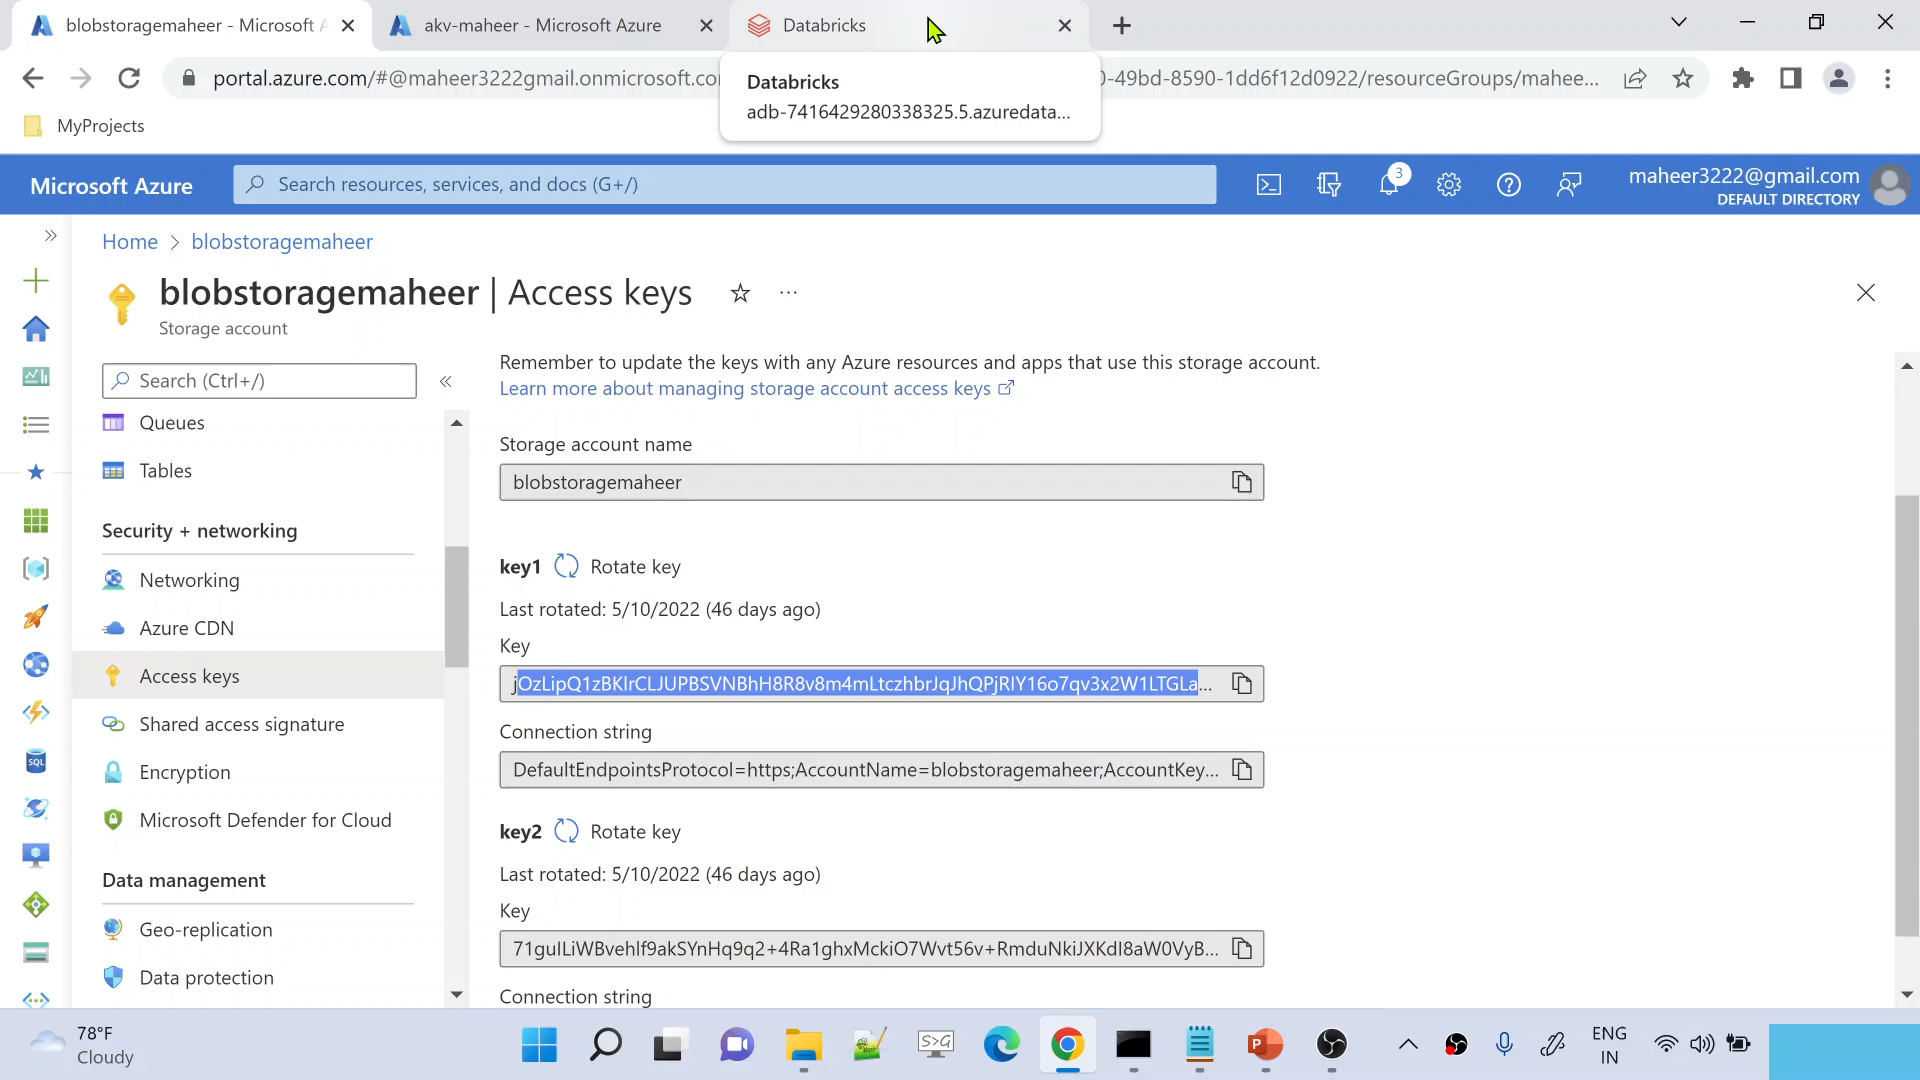 blobstoragemaheer - Microsoft A
akv-maheer - Microsoft Azure
Databricks
portal.azure.com/#@maheer3222gmail.onmicrosoft.co
0-49bd-8590-1dd6f12d0922/resourceGroups/mahee...
Databricks
adb-7416429280338325.5.azuredata...
MyProjects
Microsoft Azure
Search resources, services, and docs (G+/)
3
maheer3222@gmail.com
DEFAULT DIRECTORY
Home > blobstoragemaheer
blobstoragemaheer | Access keys
Storage account
Search (Ctrl+/)
Queues
Tables
Security + networking
Networking
Azure CDN
Access keys
Shared access signature
Encryption
Microsoft Defender for Cloud
Data management
Geo-replication
Data protection
Remember to update the keys with any Azure resources and apps that use this storage account.
Learn more about managing storage account access keys
Storage account name
blobstoragemaheer
key1
Rotate key
Last rotated: 5/10/2022 (46 days ago)
Key
Connection string
DefaultEndpointsProtocol=https;AccountName=blobstoragemaheer;AccountKey...
key2
Rotate key
Last rotated: 5/10/2022 (46 days ago)
Key
Connection string
78°F
Cloudy
SQL
S>G
ENG
IN